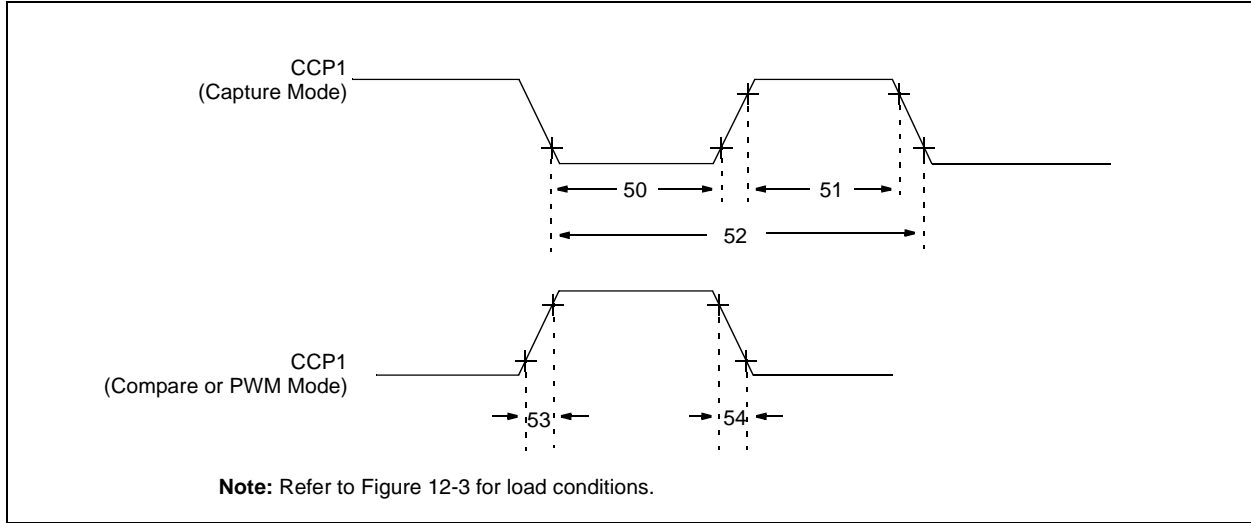 CCP1
(Capture Mode)
50
51
52
CCP1
(Compare or PWM Mode)
53
54
Note: Refer to Figure 12-3 for load conditions.